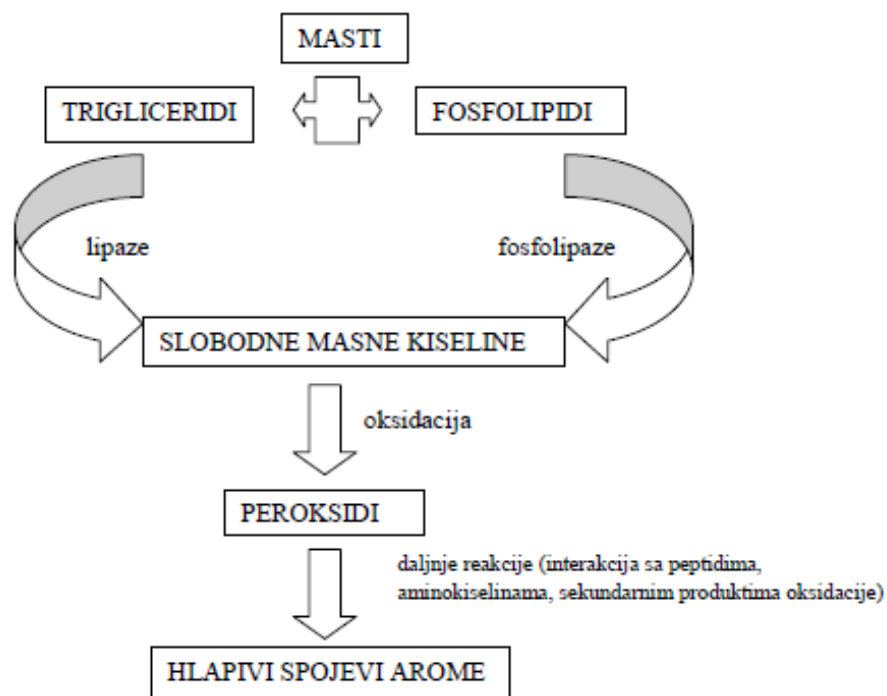 MASTI
TRIGLICERIDI
FOSFOLIPIDI
lipaze
fosfolipaze
SLOBODNE MASNE KISELINE
oksidacija
PEROKSIDI
daljnje reakcije (interakcija sa peptidima,
aminokiselinama, sekundarnim produktima oksidacije)
HLAPIVI SPOJEVI AROME